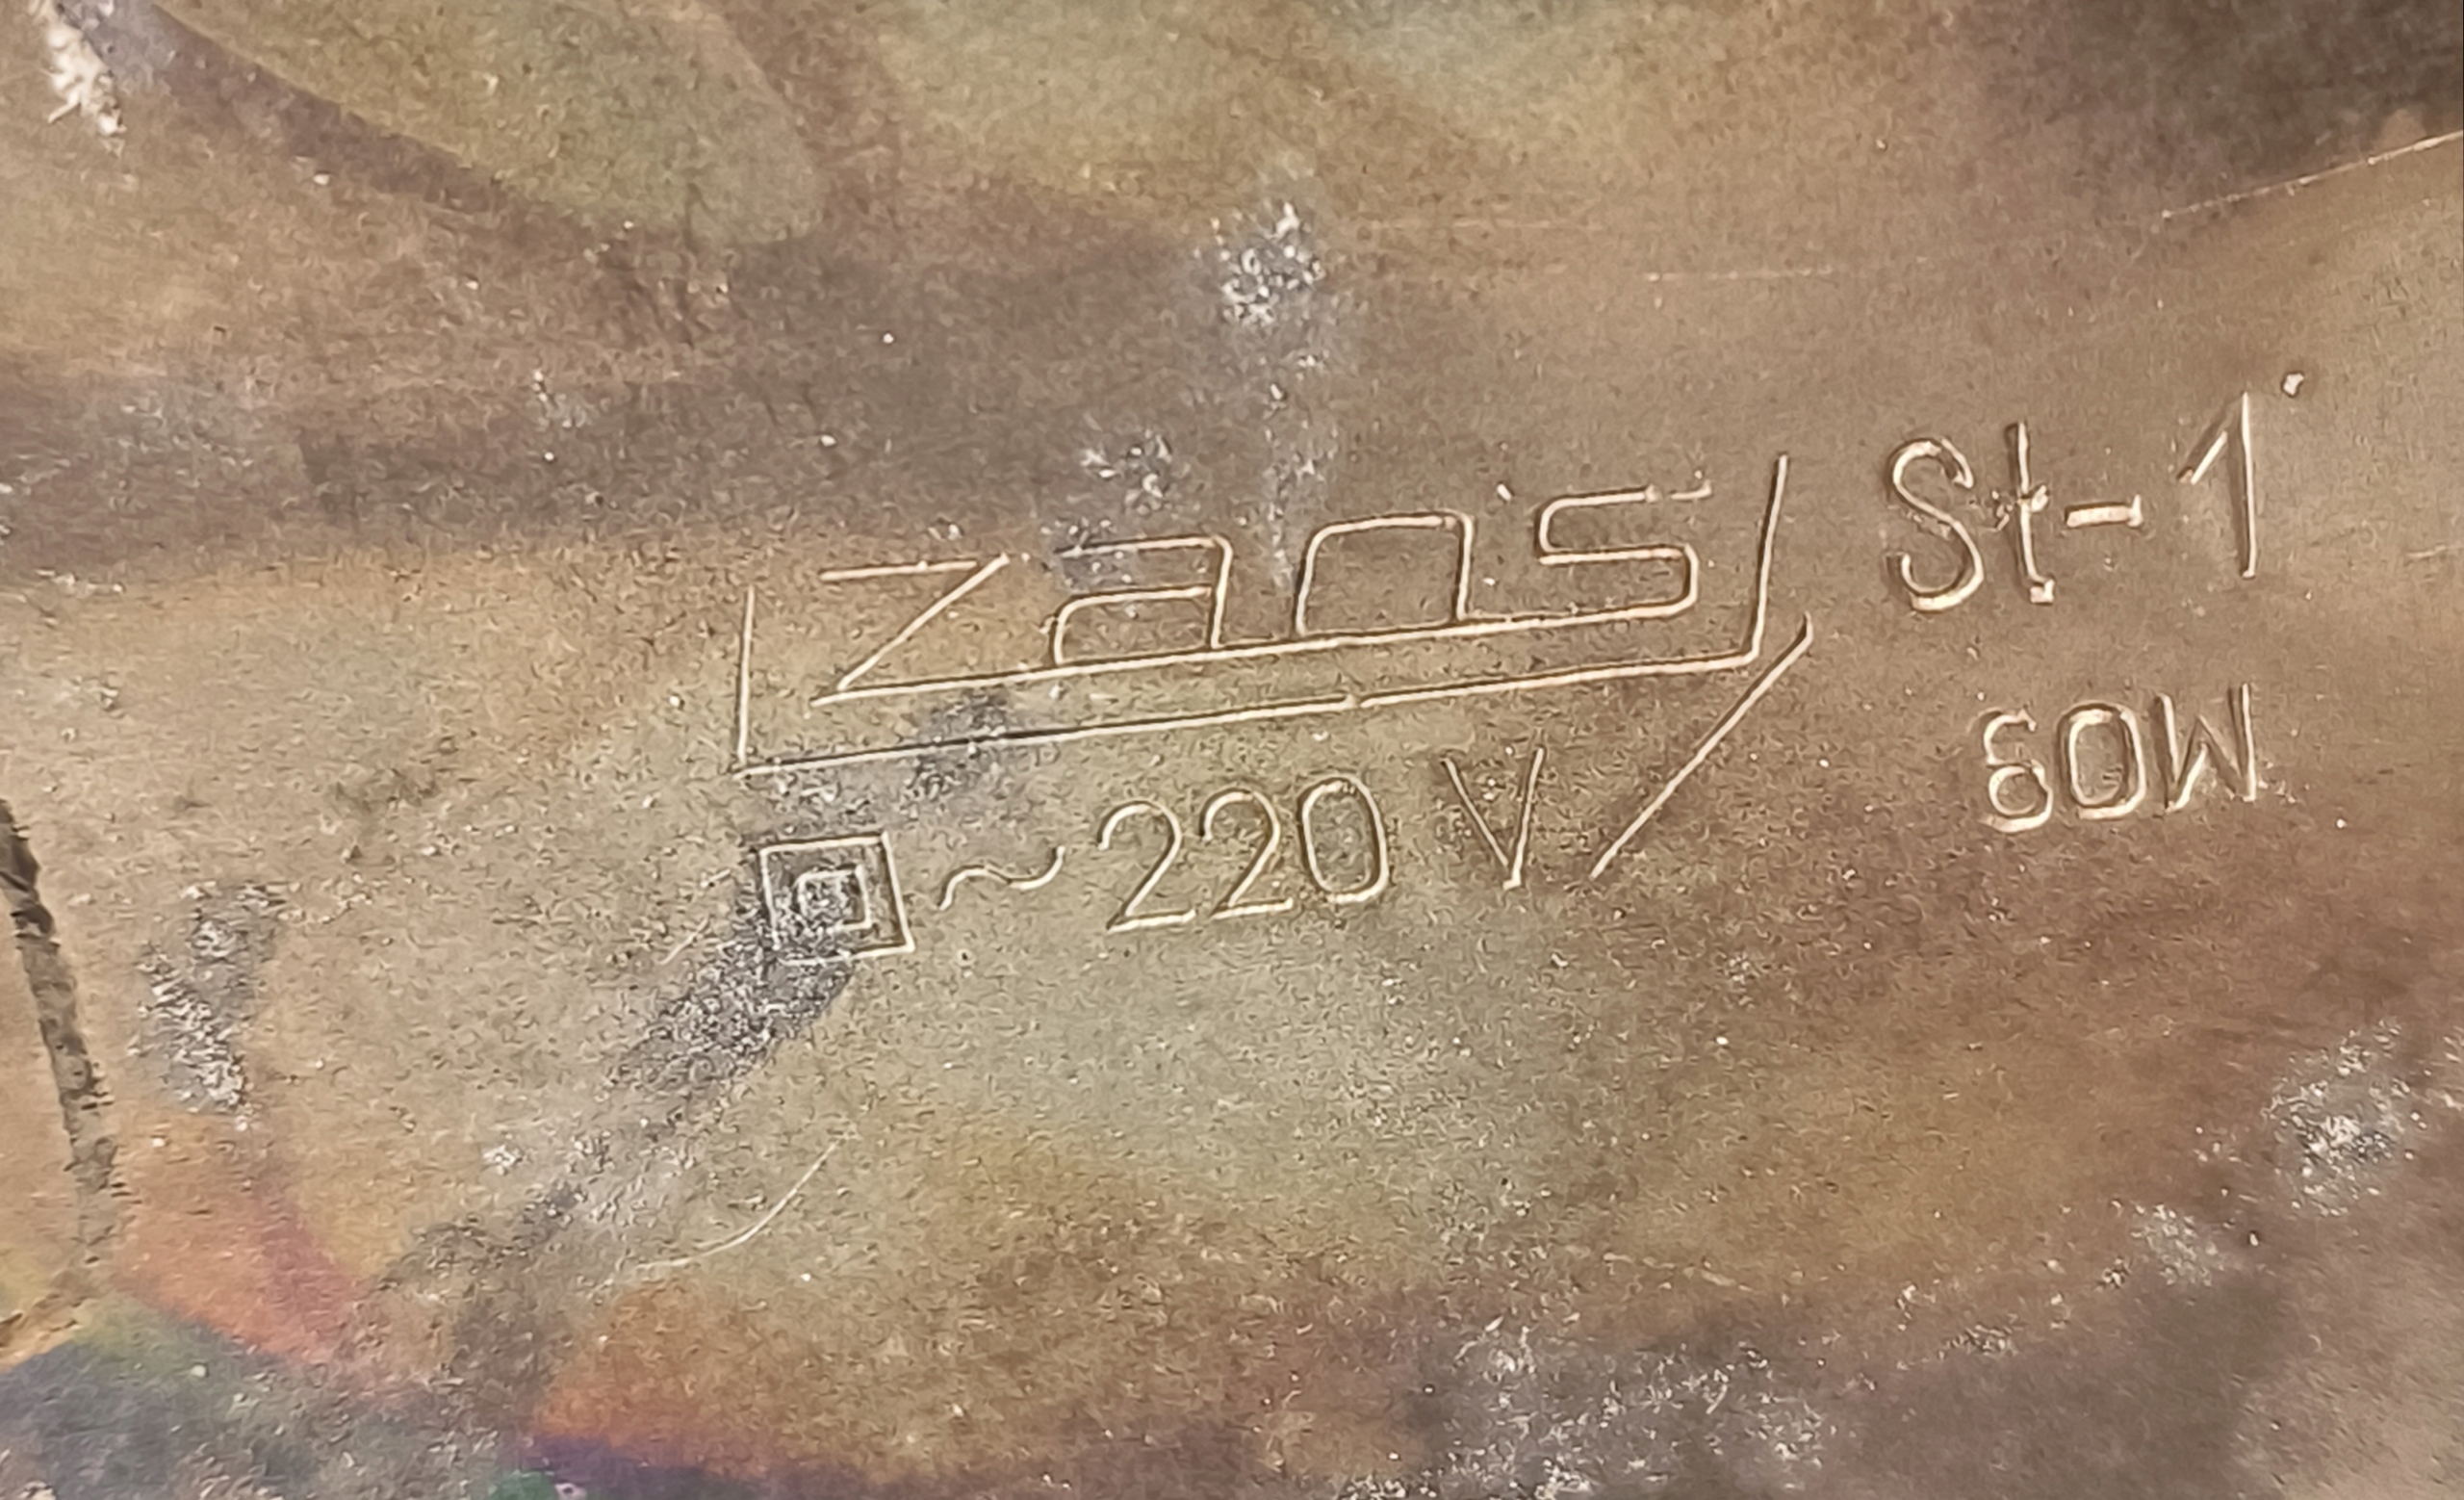 zaos St-1
60W
~ 220 V